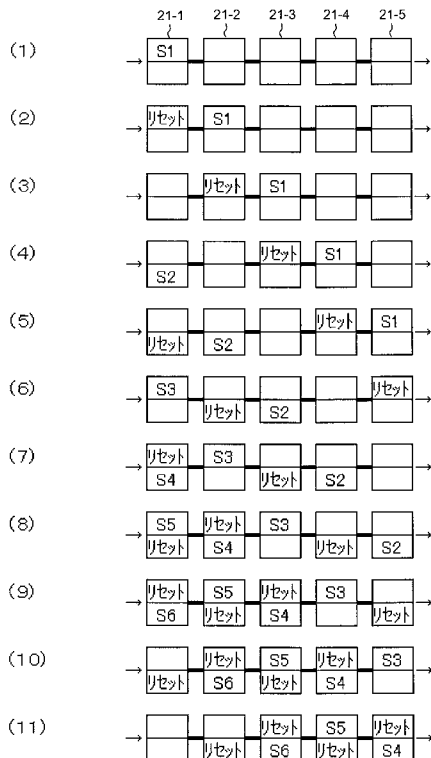 21-1 21-2 21-3 21-4 21-5
(1) S1
(2) リセット S1
(3) リセット S1
(4) リセット S1
S2
(5) リセット S1
リセット S2
(6) S3 リセット
リセット S2
(7) リセット S3
S4 リセット S2
(8) S5 リセット S3
リセット S4 リセット S2
(9) リセット S5 リセット S3
S6 リセット S4 リセット
(10) リセット S5 リセット S3
リセット S6 リセット S4
(11) リセット S5 リセット
リセット S6 リセット S4